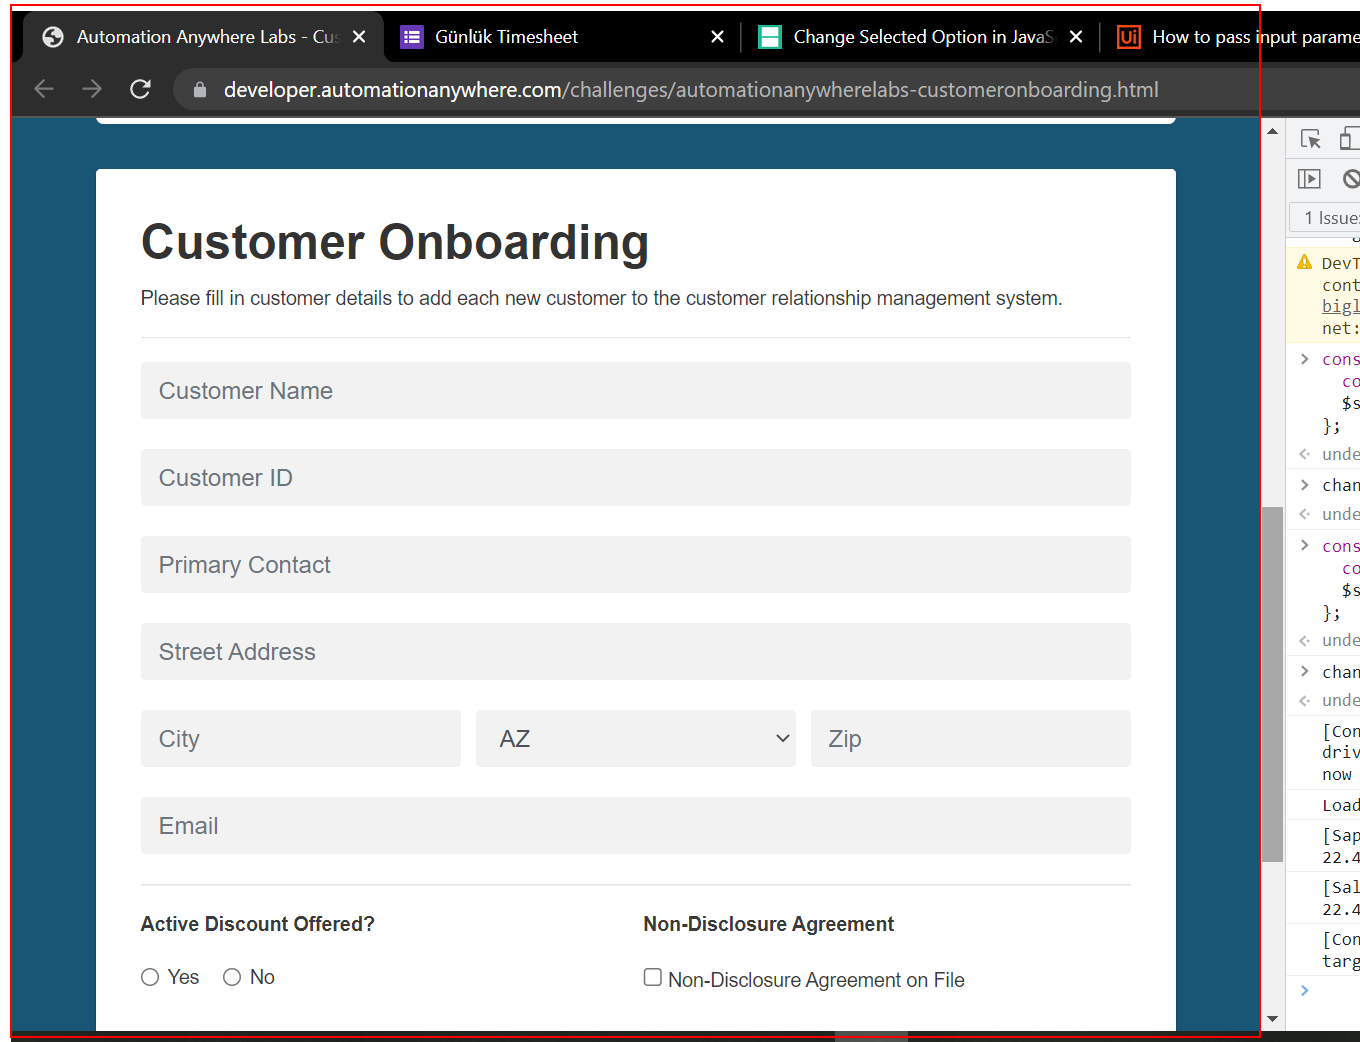 Automation Anywhere Labs - Cus
Günlük Timesheet
Change Selected Option in JavaS
Ui How to pass input parame
developer.automationanywhere.com/challenges/automationanywherelabs-customeronboarding.html
Customer Onboarding
Please fill in customer details to add each new customer to the customer relationship management system.
Customer Name
Customer ID
Primary Contact
Street Address
City
AZ
Zip
Email
Active Discount Offered?
Non-Disclosure Agreement
Yes
No
Non-Disclosure Agreement on File
1 Issue:
DevT
cont
bigl
net:
cons
co
$s
};
unde
chan
unde
cons
co
$s
};
unde
chan
unde
[Con
driv
now
Load
[Sap
22.4
[Sal
22.4
[Con
targ